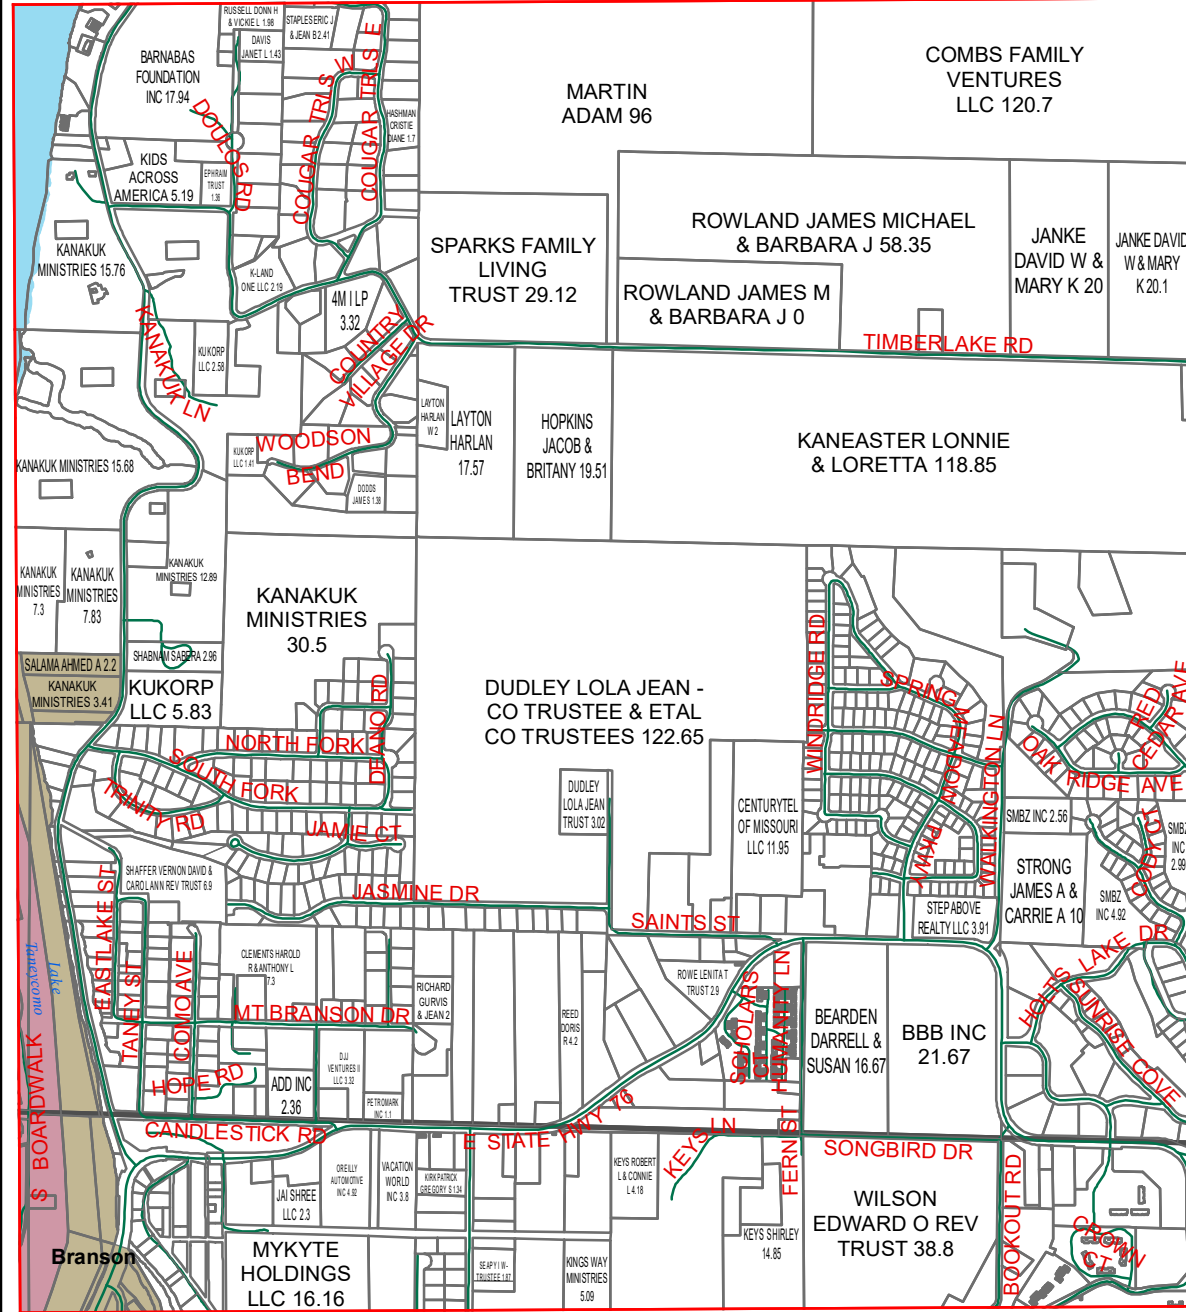 RUSSELL DONN H
& VICKIE L 1.98
STAPLES ERIC J
& JEAN B 2.41
DAVIS
JANET L 1.43
BARNABAS
FOUNDATION
INC 17.94
DOULOS RD
COUGAR TRLS W
COUGAR TRLS E
HASHMAN
CRISTIE
DIANE 1.7
MARTIN
ADAM 96
COMBS FAMILY
VENTURES
LLC 120.7
KIDS
ACROSS
AMERICA 5.19
EPHRAIM
TRUST
1.36
KANAKUK
MINISTRIES 15.76
K-LAND
ONE LLC 2.19
4M I LP
3.32
SPARKS FAMILY
LIVING
TRUST 29.12
ROWLAND JAMES MICHAEL
& BARBARA J 58.35
ROWLAND JAMES M
& BARBARA J 0
JANKE
DAVID W &
MARY K 20
JANKE DAVID
W & MARY
K 20.1
TIMBERLAKE RD
KANAKUK LN
KUKORP
LLC 2.58
COUNTRY
VILLAGE DR
LAYTON
HARLAN
W 2
LAYTON
HARLAN
17.57
HOPKINS
JACOB &
BRITANY 19.51
KANEASTER LONNIE
& LORETTA 118.85
KUKORP
LLC 1.41
WOODSON
BEND
DODDS
JAMES 1.38
KANAKUK MINISTRIES 15.68
KANAKUK
MINISTRIES
7.3
KANAKUK
MINISTRIES
7.83
KANAKUK
MINISTRIES 12.89
KANAKUK
MINISTRIES
30.5
SHABNAM SABERA 2.96
SALAMA AHMED A 2.2
KANAKUK
MINISTRIES 3.41
KUKORP
LLC 5.83
DEANO RD
NORTH FORK
SOUTH FORK
TRINITY RD
JAMIE CT
DUDLEY LOLA JEAN -
CO TRUSTEE & ETAL
CO TRUSTEES 122.65
DUDLEY
LOLA JEAN
TRUST 3.02
CENTURYTEL
OF MISSOURI
LLC 11.95
WINDRIDGE RD
SPRING MEADOW
PKWY
WALKINGTON LN
OAK RIDGE AVE
RED
CEDAR AVE
SMBZ INC 2.56
CODY CT
SMBZ
INC
2.99
STRONG
JAMES A &
CARRIE A 10
SMBZ
INC 4.92
STEP ABOVE
REALTY LLC 3.91
SHAFFER VERNON DAVID &
CAROL ANN REV TRUST 6.9
JASMINE DR
SAINTS ST
EASTLAKE ST
TANEY ST
COMO AVE
CLEMENTS HAROLD
R & ANTHONY L
7.3
MT BRANSON DR
RICHARD
GURVIS
& JEAN 2
REED
DORIS
R 4.2
ROWE LENITA T
TRUST 2.9
SCHOLARS
CT
HUMANITY LN
BEARDEN
DARRELL &
SUSAN 16.67
BBB INC
21.67
HOLTS LAKE DR
SUNRISE COVE
Lake
Taneycomo
HOPE RD
ADD INC
2.36
DJJ
VENTURES II
LLC 3.32
PETROMARK
INC 1.1
S BOARDWALK
CANDLESTICK RD
E STATE HWY 76
KEYS LN
FERN ST
SONGBIRD DR
BOOKOUT RD
JAI SHREE
LLC 2.3
OREILLY
AUTOMOTIVE
INC 4.92
VACATION
WORLD
INC 3.8
KIRKPATRICK
GREGORY S 1.34
KEYS ROBERT
L & CONNIE
L 4.18
KEYS SHIRLEY
14.85
WILSON
EDWARD O REV
TRUST 38.8
CROWN
CT
Branson
MYKYTE
HOLDINGS
LLC 16.16
SEAPY I W-
TRUSTEE 1.87
KINGS WAY
MINISTRIES
5.09